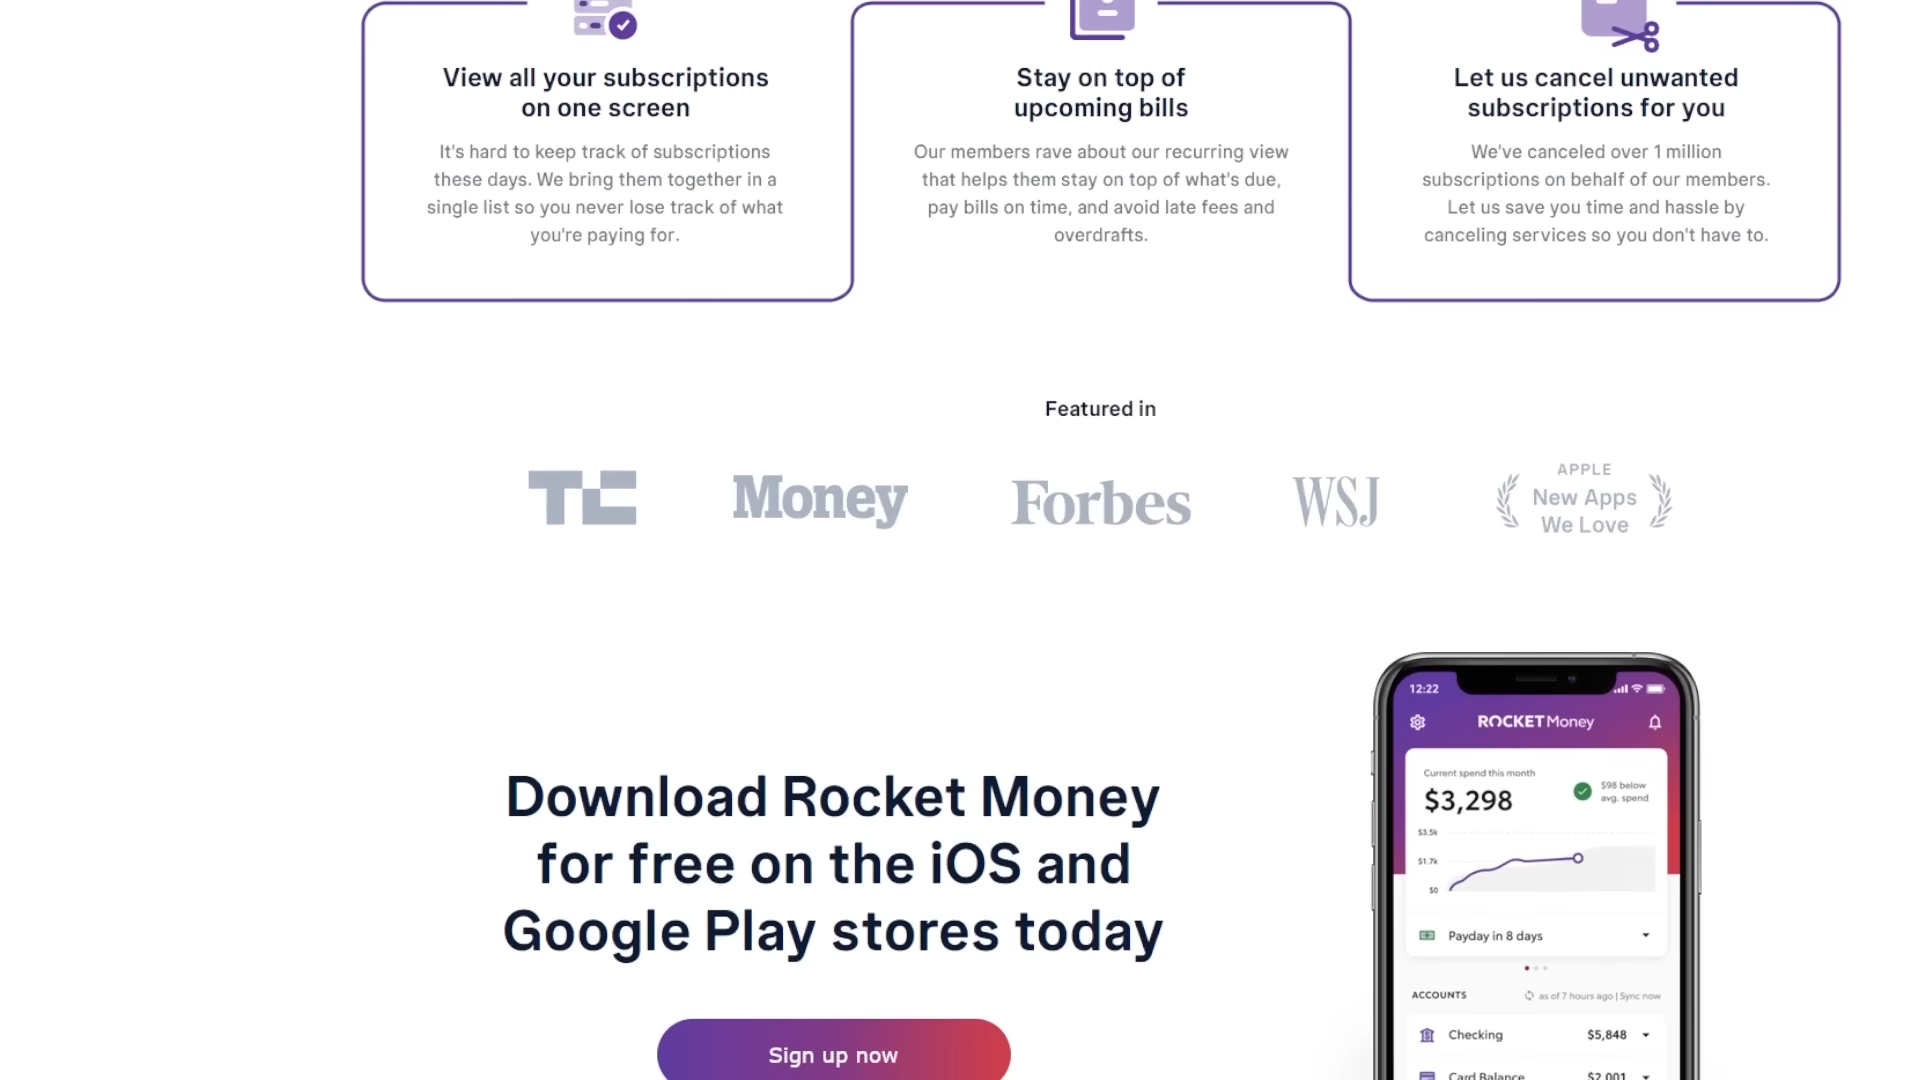 View all your subscriptions
on one screen
It's hard to keep track of subscriptions
these days. We bring them together in a
single list so you never lose track of what
you're paying for.
Stay on top of
upcoming bills
Our members rave about our recurring view
that helps them stay on top of what's due,
pay bills on time, and avoid late fees and
overdrafts.
Let us cancel unwanted
subscriptions for you
We've canceled over 1 million
subscriptions on behalf of our members.
Let us save you time and hassle by
canceling services so you don't have to.
Featured in
TC
Money
Forbes
WSJ
APPLE
New Apps
We Love
Download Rocket Money
for free on the iOS and
Google Play stores today
Sign up now
12:22
ROCKET Money
Current spend this month
$3,298
$98 below
avg. spend
$3.5k
$1.7k
$0
Payday in 8 days
ACCOUNTS
as of 7 hours ago | Sync now
Checking
$5,848
Card Balance
$2,001